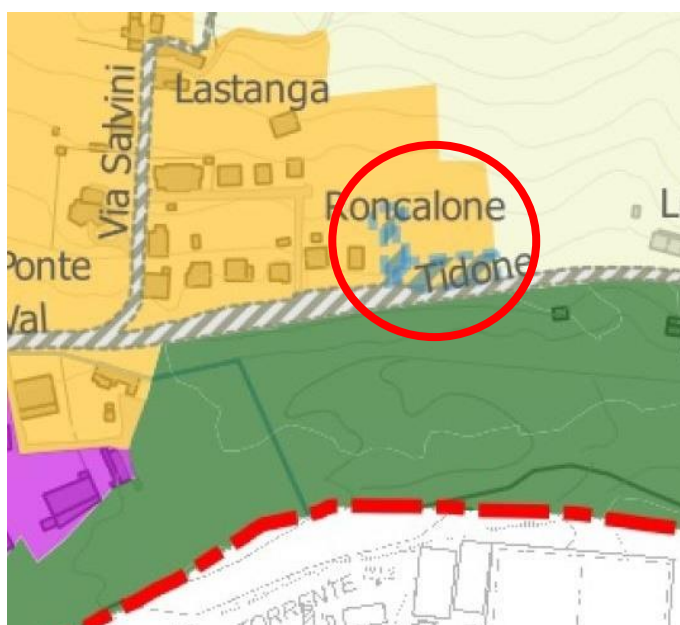 Lastanga
Via Salvini
Roncalone
L
Ponte
Val
Tidone
TORRENTE